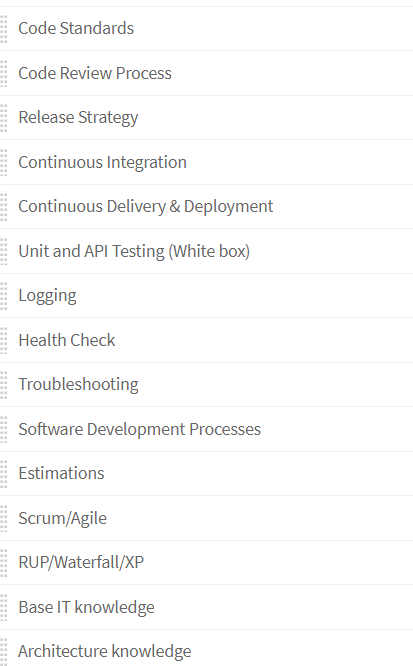 Code Standards
Code Review Process
Release Strategy
Continuous Integration
Continuous Delivery & Deployment
Unit and API Testing (White box)
Logging
Health Check
Troubleshooting
Software Development Processes
Estimations
Scrum/Agile
RUP/Waterfall/XP
Base IT knowledge
Architecture knowledge